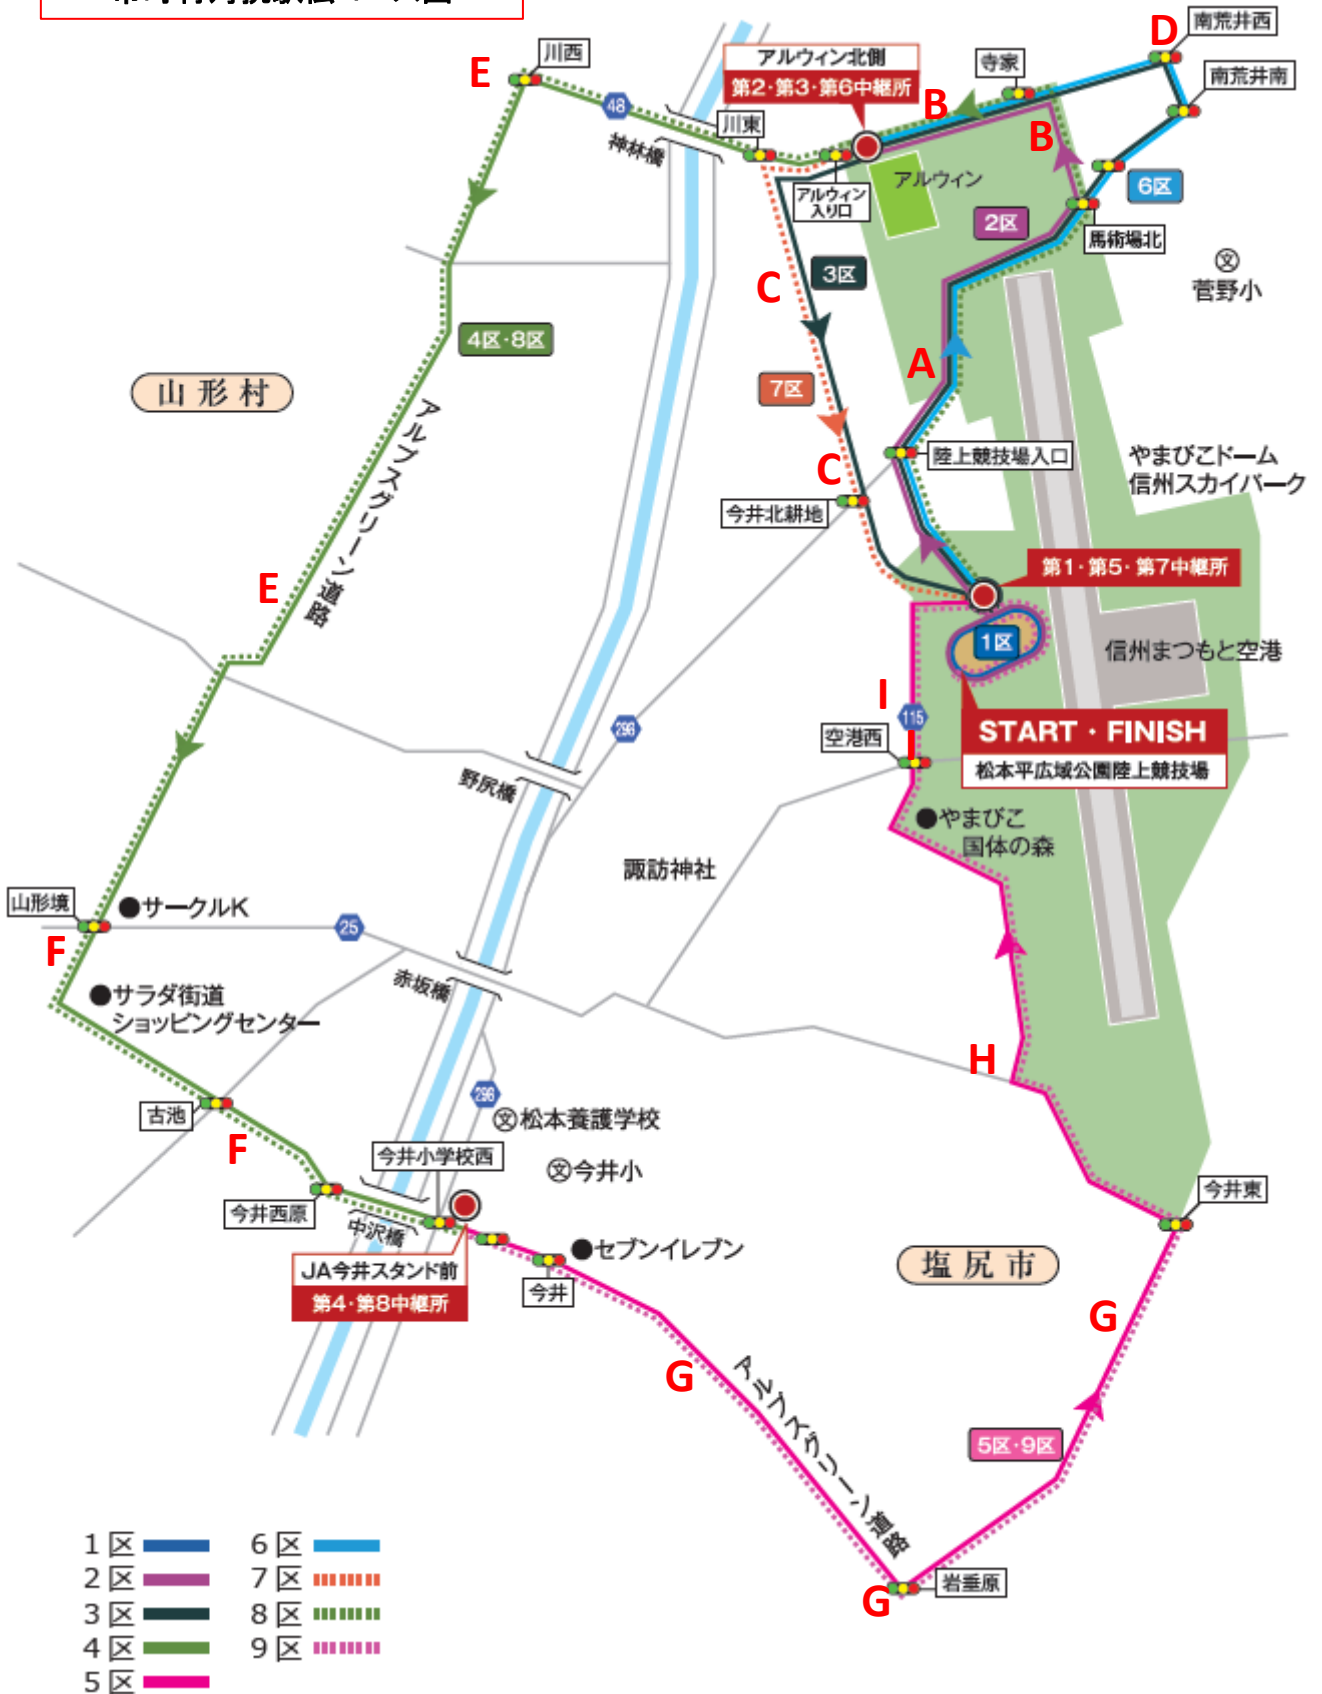 川西
E
D
南荒井西
アルウィン北側
第2・第3・第6中継所
寺家
南荒井南
48
川東
B
B
神林橋
アルウィン
アルウィン
入り口
6区
2区
馬術場北
3区
C
菅野小
4区・8区
A
7区
山形村
アルプスグリーン道路
C
陸上競技場入口
やまびこドーム
信州スカイパーク
今井北耕地
第1・第5・第7中継所
E
1区
信州まつもと空港
I
115
296
空港西
START・FINISH
松本平広域公園陸上競技場
野尻橋
やまびこ
国体の森
諏訪神社
山形境
サークルK
25
F
赤坂橋
サラダ街道
ショッピングセンター
H
296
古池
松本養護学校
F
今井小学校西
今井小
今井西原
中沢橋
今井東
セブンイレブン
JA今井スタンド前
第4・第8中継所
今井
塩尻市
G
G
アルプスグリーン道路
5区・9区
G
岩垂原
1区
2区
3区
4区
5区
6区
7区
8区
9区